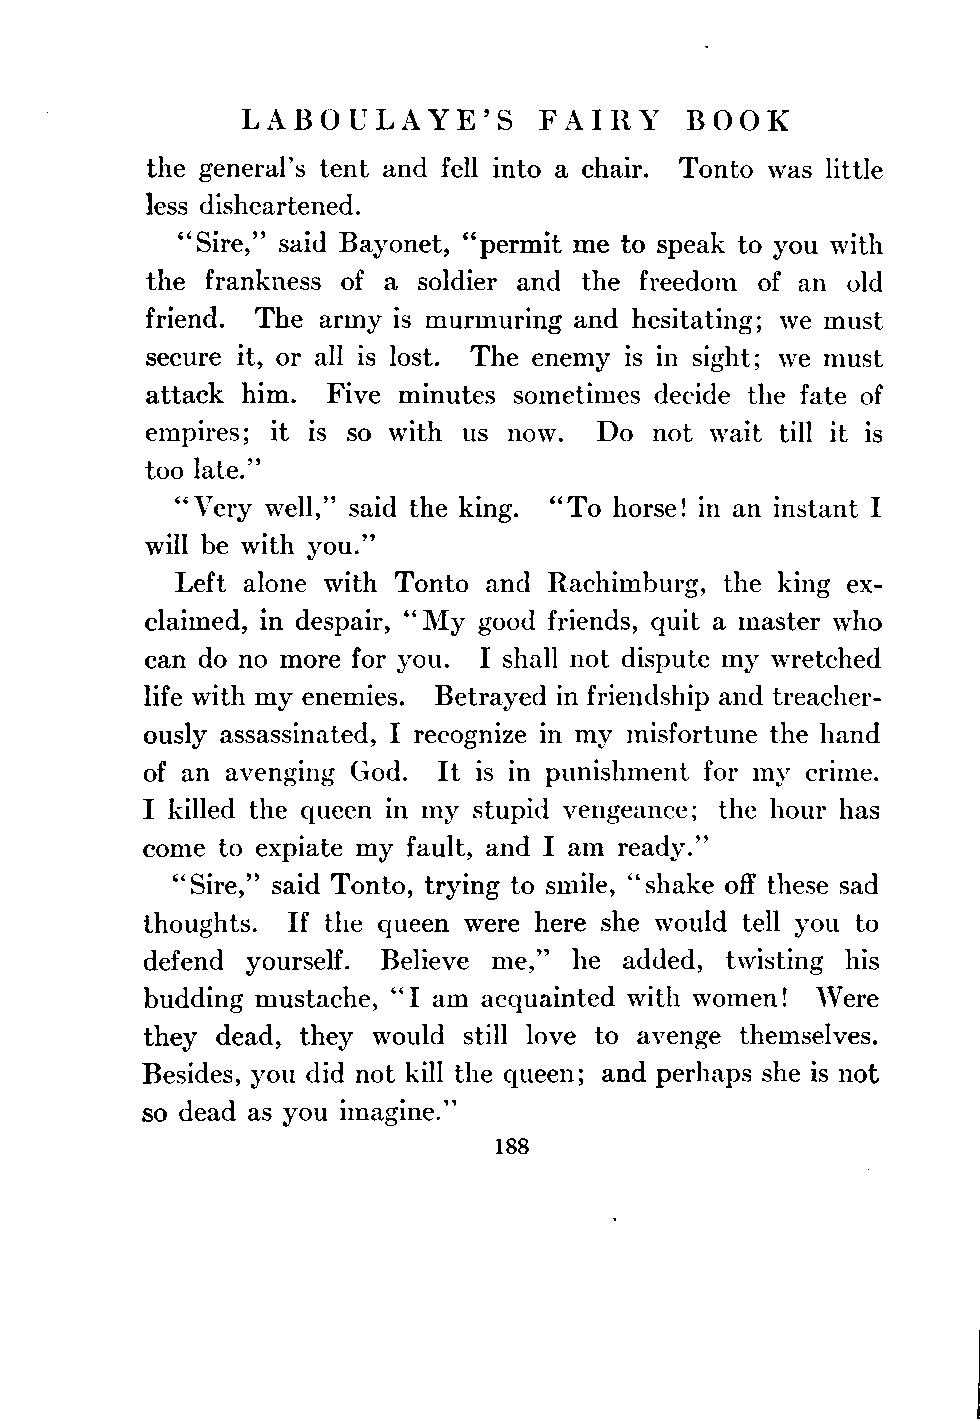 LABOULAYE'S FAIRY BOOK
the general's tent and fell into a chair. Tonto was little
less disheartened.
"Sire," said Bayonet, "permit me to speak to you with
the frankness of a soldier and the freedom of an old
friend. The army is murmuring and hesitating; we must
secure it, or all is lost. The enemy is in sight; we must
attack him. Five minutes sometimes decide the fate of
empires; it is so with us now. Do not wait till it is
too late."
"Very well," said the king. "To horse! in an instant I
will be with you."
Left alone with Tonto and Rachimburg, the king ex-
claimed, in despair, "My good friends, quit a master who
can do no more for you. I shall not dispute my wretched
life with my enemies. Betrayed in friendship and treacher-
ously assassinated, I recognize in my misfortune the hand
of an avenging God. It is in punishment for my crime.
I killed the queen in my stupid vengeance; the hour has
come to expiate my fault, and I am ready."
"Sire," said Tonto, trying to smile, "shake off these sad
thoughts. If the queen were here she would tell you to
defend yourself. Believe me," he added, twisting his
budding mustache, "I am acquainted with women! Were
they dead, they would still love to avenge themselves.
Besides, you did not kill the queen; and perhaps she is not
so dead as you imagine."
188